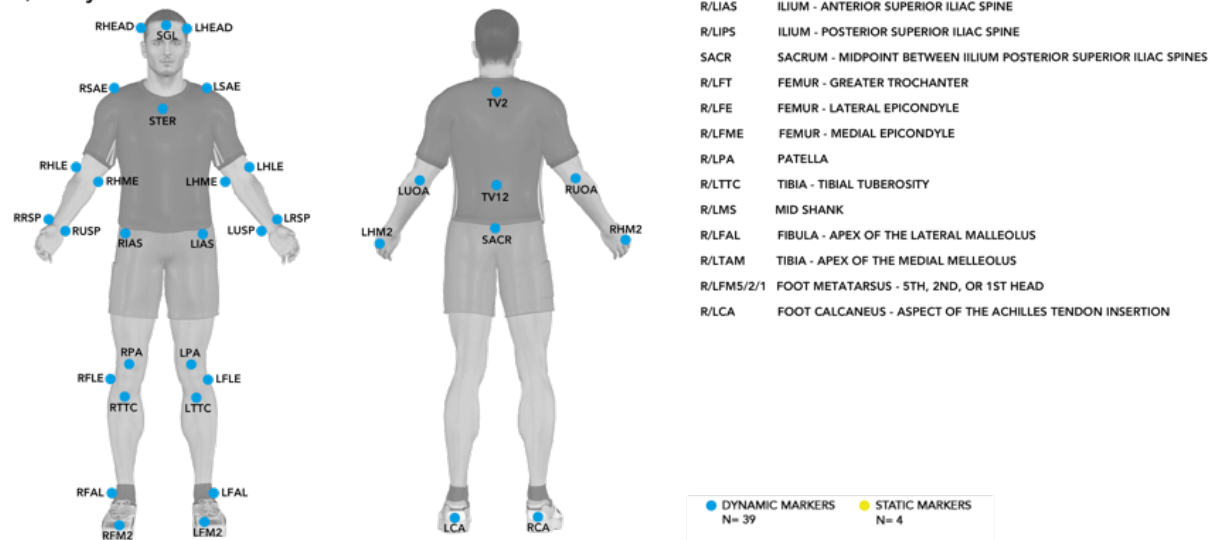 RHEAD
LHEAD
SGL
RSAE
LSAE
STER
RHLE
LHLE
RHME
LHME
RRSP
LRSP
RUSP
LUSP
RIAS
LIAS
RPA
LPA
RFLE
LFLE
RTTC
LTTC
RFAL
LFAL
RFM2
LFM2
TV2
LUOA
RUOA
TV12
LHM2
RHM2
SACR
LCA
RCA
R/LIAS ILIUM - ANTERIOR SUPERIOR ILIAC SPINE
R/LIPS ILIUM - POSTERIOR SUPERIOR ILIAC SPINE
SACR SACRUM - MIDPOINT BETWEEN IILIUM POSTERIOR SUPERIOR ILIAC SPINES
R/LFT FEMUR - GREATER TROCHANTER
R/LFE FEMUR - LATERAL EPICONDYLE
R/LFME FEMUR - MEDIAL EPICONDYLE
R/LPA PATELLA
R/LTTC TIBIA - TIBIAL TUBEROSITY
R/LMS MID SHANK
R/LFAL FIBULA - APEX OF THE LATERAL MALLEOLUS
R/LTAM TIBIA - APEX OF THE MEDIAL MELLEOLUS
R/LFM5/2/1 FOOT METATARSUS - 5TH, 2ND, OR 1ST HEAD
R/LCA FOOT CALCANEUS - ASPECT OF THE ACHILLES TENDON INSERTION
DYNAMIC MARKERS
N= 39
STATIC MARKERS
N= 4